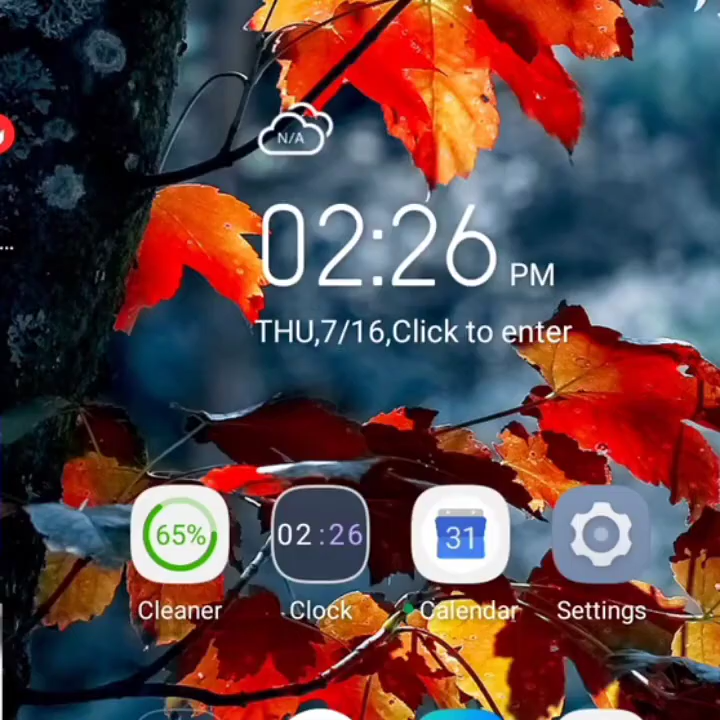 N/A
02:26 PM
THU,7/16,Click to enter
65%
02:26
31
Cleaner
Clock
Calendar
Settings
...